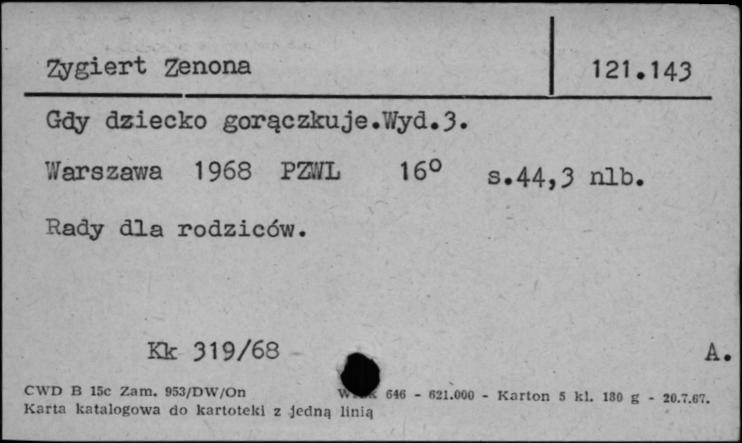 Zygiert Zenona 121.143
Gdy dziecko gorączkuje.Wyd.3.
Warszawa 1968 PZWL 16° s.44,3 nlb.
Rady dla rodziców.
Kk 319/68 A.
CWD B 15c Zam. 953/DW/On 646 - 621.000 - Karton 5 kl. 180 g - 20.7.67.
Karta katalogowa do kartoteki z jedną linią